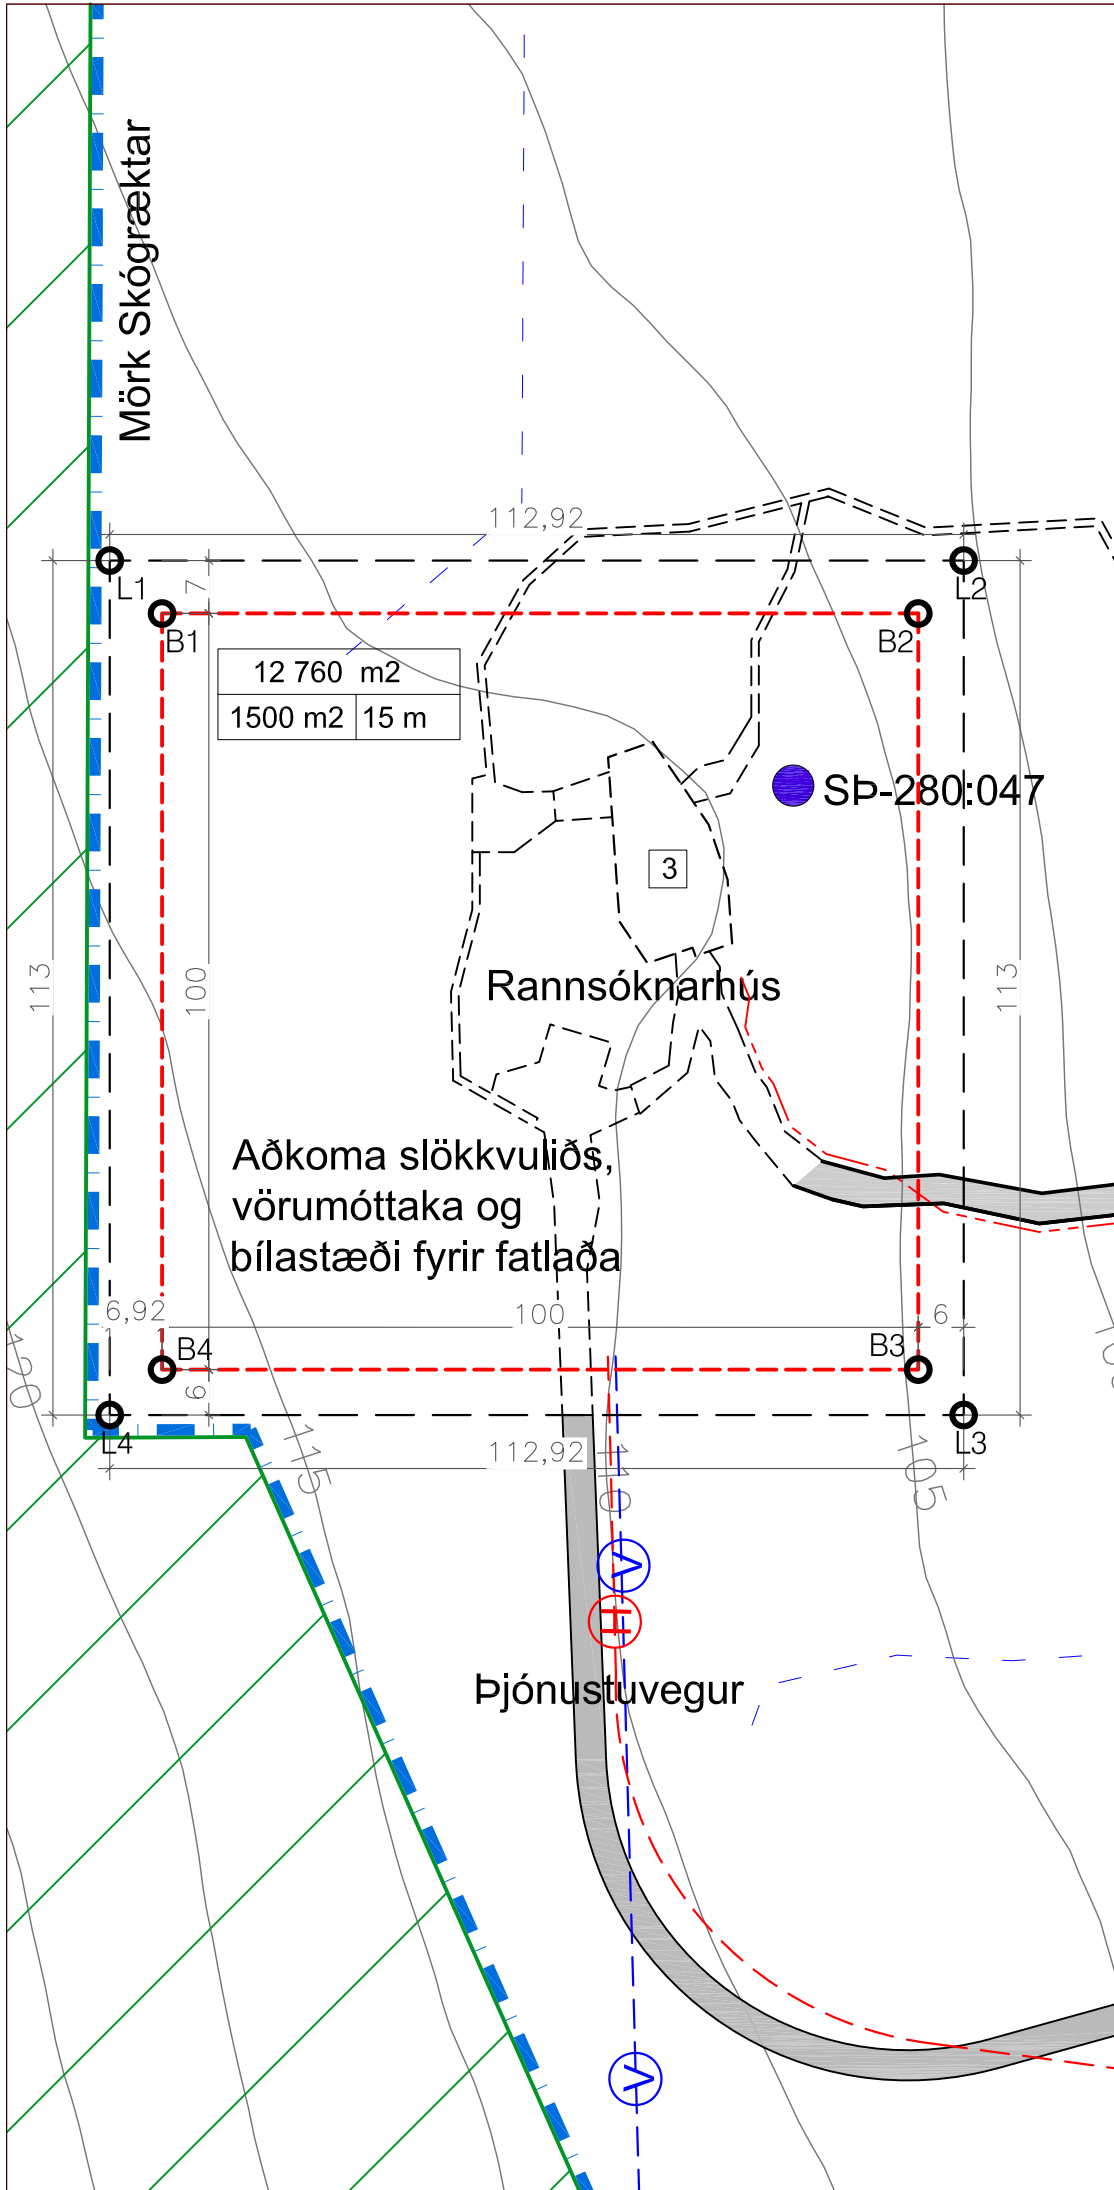 Mörk Skógræktar
112,92
L1
L2
7
B1
B2
12 760 m2
1500 m2
15 m
SÞ-280:047
3
113
100
113
Rannsóknarhús
Aðkoma slökkvuliðs,
vörumóttaka og
bílastæði fyrir fatlaða
6,92
100
6
B4
B3
6
L4
L3
112,92
120
115
110
105
V
H
Þjónustuvegur
V